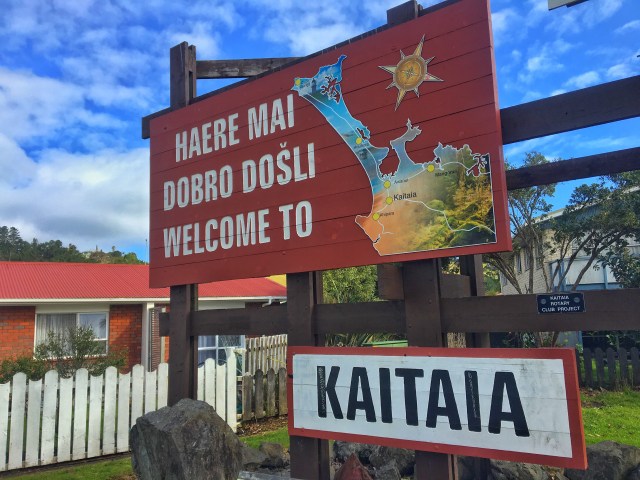 HAERE MAI
DOBRO DOŠLI
WELCOME TO
Kaitaia
KAITAIA
ROTARY
CLUB PROJECT
KAITAIA